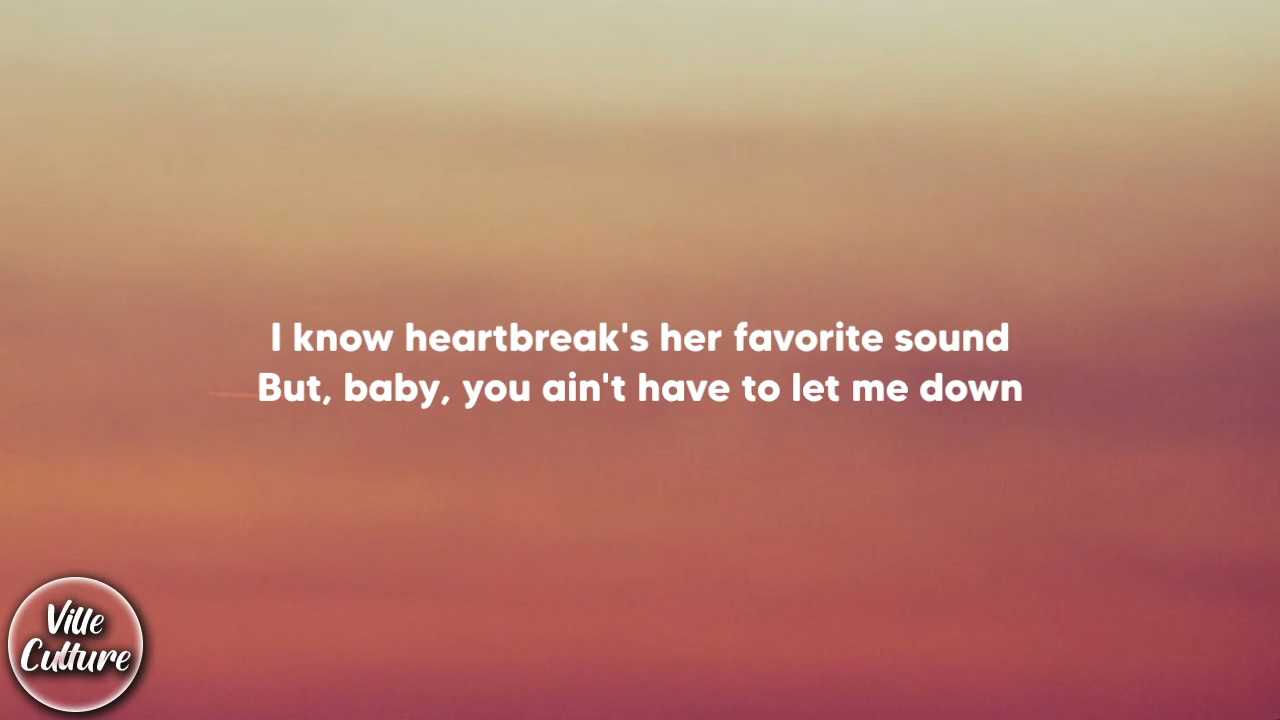 I know heartbreak's her favorite sound
But, baby, you ain't have to let me down
Ville
Culture